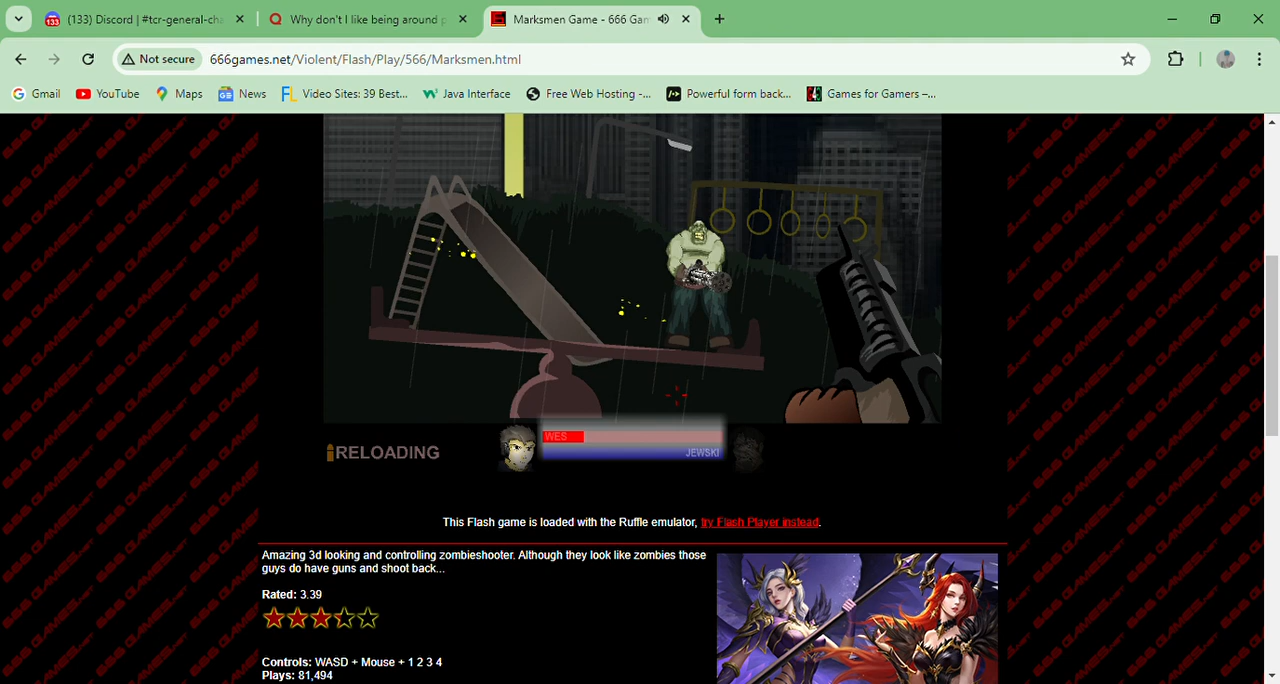 (133) Discord | #tcr-general-cha
Why don't I like being around p
Marksmen Game - 666 Gam
Not secure
666games.net/Violent/Flash/Play/566/Marksmen.html
Gmail
YouTube
Maps
News
Video Sites: 39 Best...
Java Interface
Free Web Hosting -...
Powerful form back...
Games for Gamers –...
RELOADING
WES
JEWSKI
This Flash game is loaded with the Ruffle emulator, try Flash Player instead.
Amazing 3d looking and controlling zombieshooter. Although they look like zombies those
guys do have guns and shoot back...
Rated: 3.39
Controls: WASD + Mouse + 1 2 3 4
Plays: 81,494